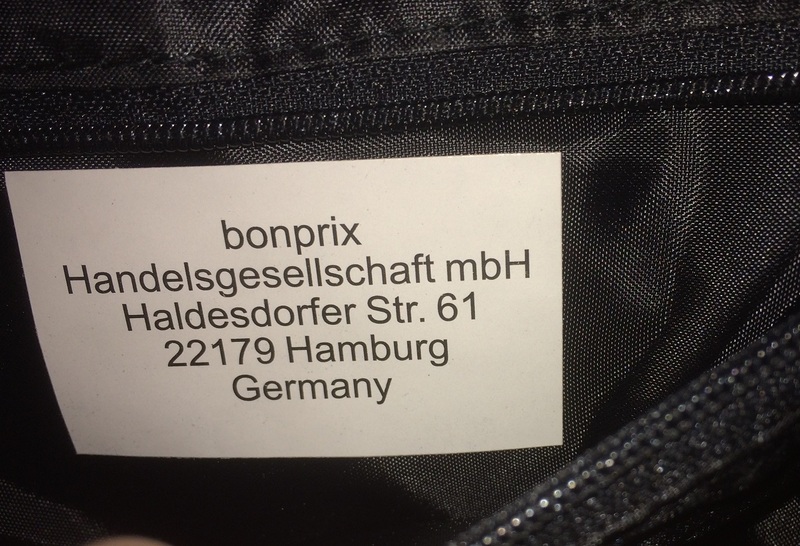 bonprix
Handelsgesellschaft mbH
Haldesdorfer Str. 61
22179 Hamburg
Germany